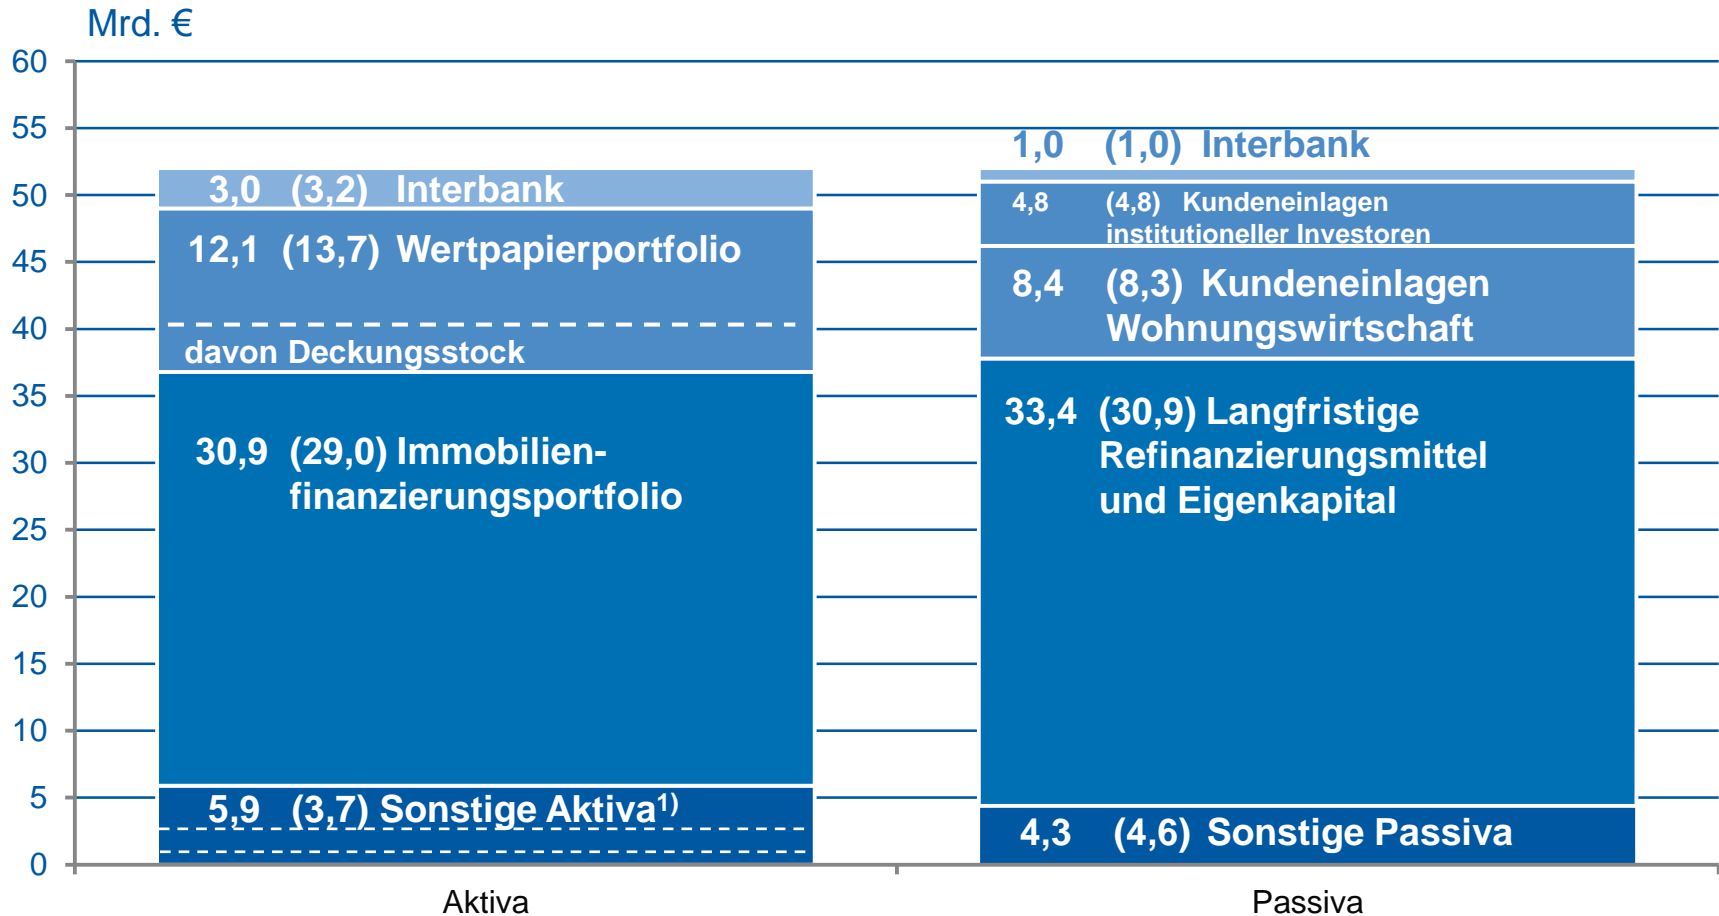 Mrd. €
60
55
50
45
40
35
30
25
20
15
10
5
0
3,0 (3,2) Interbank
12,1 (13,7) Wertpapierportfolio
davon Deckungsstock
30,9 (29,0) Immobilien-
finanzierungsportfolio
5,9 (3,7) Sonstige Aktiva¹⁾
Aktiva
1,0 (1,0) Interbank
4,8 (4,8) Kundeneinlagen
institutioneller Investoren
8,4 (8,3) Kundeneinlagen
Wohnungswirtschaft
33,4 (30,9) Langfristige
Refinanzierungsmittel
und Eigenkapital
4,3 (4,6) Sonstige Passiva
Passiva